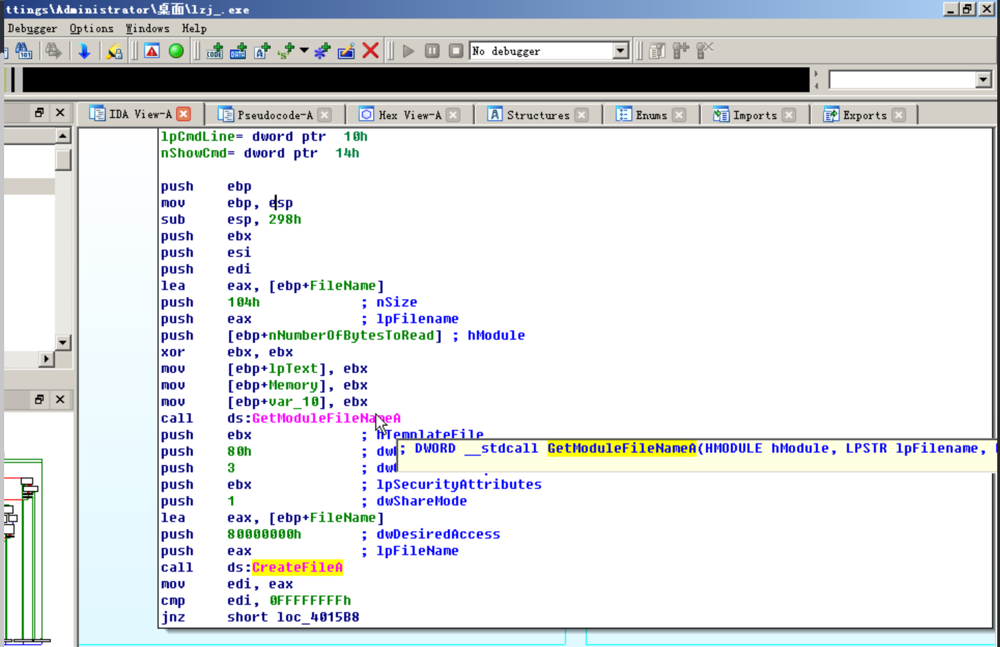 ttings\Administrator\桌面\lzj_.exe
Debugger Options Windows Help
No debugger
IDA View-A Pseudocode-A Hex View-A Structures Enums Imports Exports
lpCmdLine= dword ptr 10h
nShowCmd= dword ptr 14h
push ebp
mov ebp, esp
sub esp, 298h
push ebx
push esi
push edi
lea eax, [ebp+FileName]
push 104h ; nSize
push eax ; lpFilename
push [ebp+nNumberOfBytesToRead] ; hModule
xor ebx, ebx
mov [ebp+lpText], ebx
mov [ebp+Memory], ebx
mov [ebp+var_10], ebx
call ds:GetModuleFileNameA
push ebx ; hTemplateFile
push 80h ; dw
; DWORD __stdcall GetModuleFileNameA(HMODULE hModule, LPSTR lpFilename,
push 3 ; dw
push ebx ; lpSecurityAttributes
push 1 ; dwShareMode
lea eax, [ebp+FileName]
push 80000000h ; dwDesiredAccess
push eax ; lpFileName
call ds:CreateFileA
mov edi, eax
cmp edi, 0FFFFFFFFh
jnz short loc_4015B8